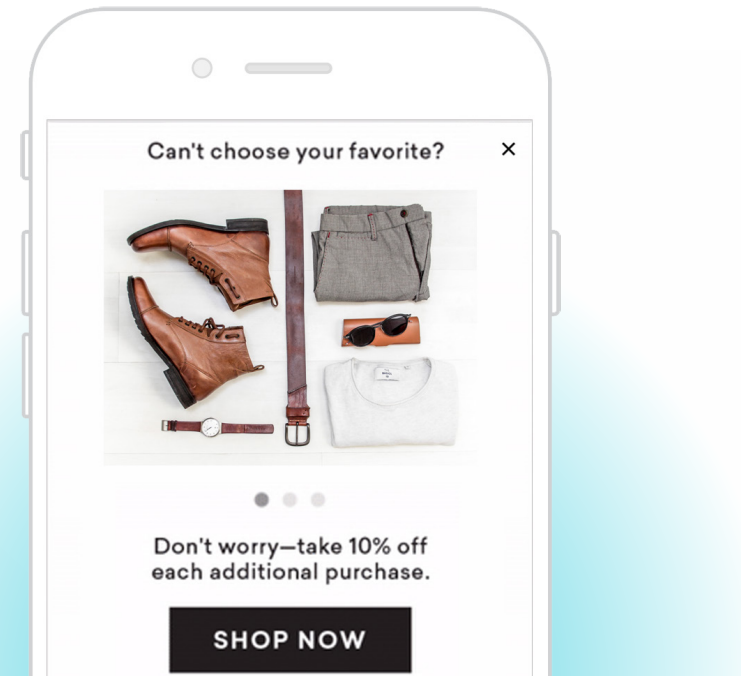 Can't choose your favorite?
Don't worry—take 10% off
each additional purchase.
SHOP NOW